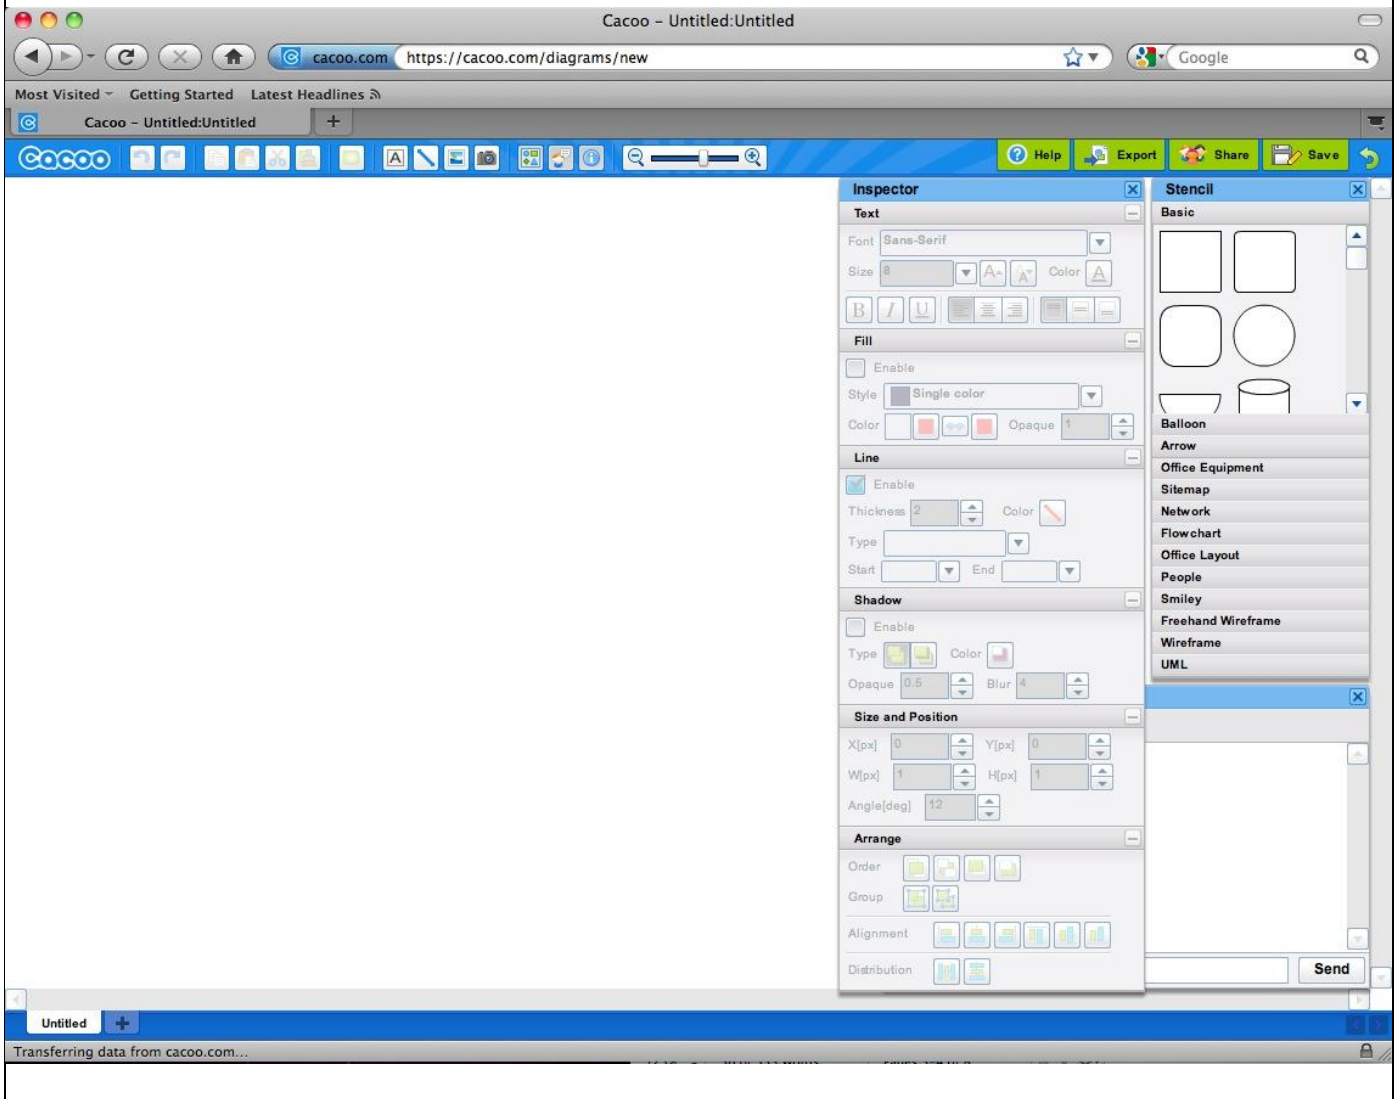 Cacoo – Untitled:Untitled
cacoo.com https://cacoo.com/diagrams/new Google
Most Visited Getting Started Latest Headlines
Cacoo – Untitled:Untitled +
Cacoo A Help Export Share Save
Inspector
Text
Font Sans-Serif
Size 8 A A Color A
B I U
Fill
Enable
Style Single color
Color Opaque 1
Line
Enable
Thickness 2 Color
Type
Start End
Shadow
Enable
Type Color
Opaque 0.5 Blur 4
Size and Position
X[px] 0 Y[px] 0
W[px] 1 H[px] 1
Angle[deg] 12
Arrange
Order
Group
Alignment
Distribution
Stencil
Basic
Balloon
Arrow
Office Equipment
Sitemap
Network
Flowchart
Office Layout
People
Smiley
Freehand Wireframe
Wireframe
UML
Send
Untitled
Transferring data from cacoo.com...